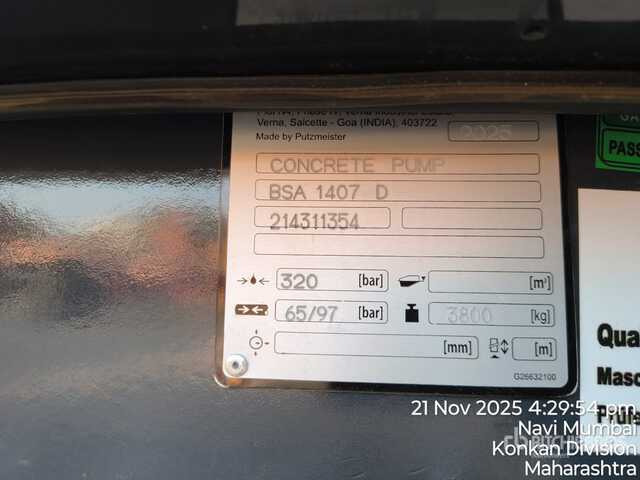 Verna, Salcette - Goa (INDIA), 403722
Made by Putzmeister
2025
CONCRETE PUMP
BSA 1407 D
214311354
320 [bar] [m³]
65/97 [bar] 3800 [kg]
[mm] [m]
G26632100
PASS
Qua
Masc
Prüf
21 Nov 2025 4:29:54 pm
Navi Mumbai
Konkan Division
Maharashtra